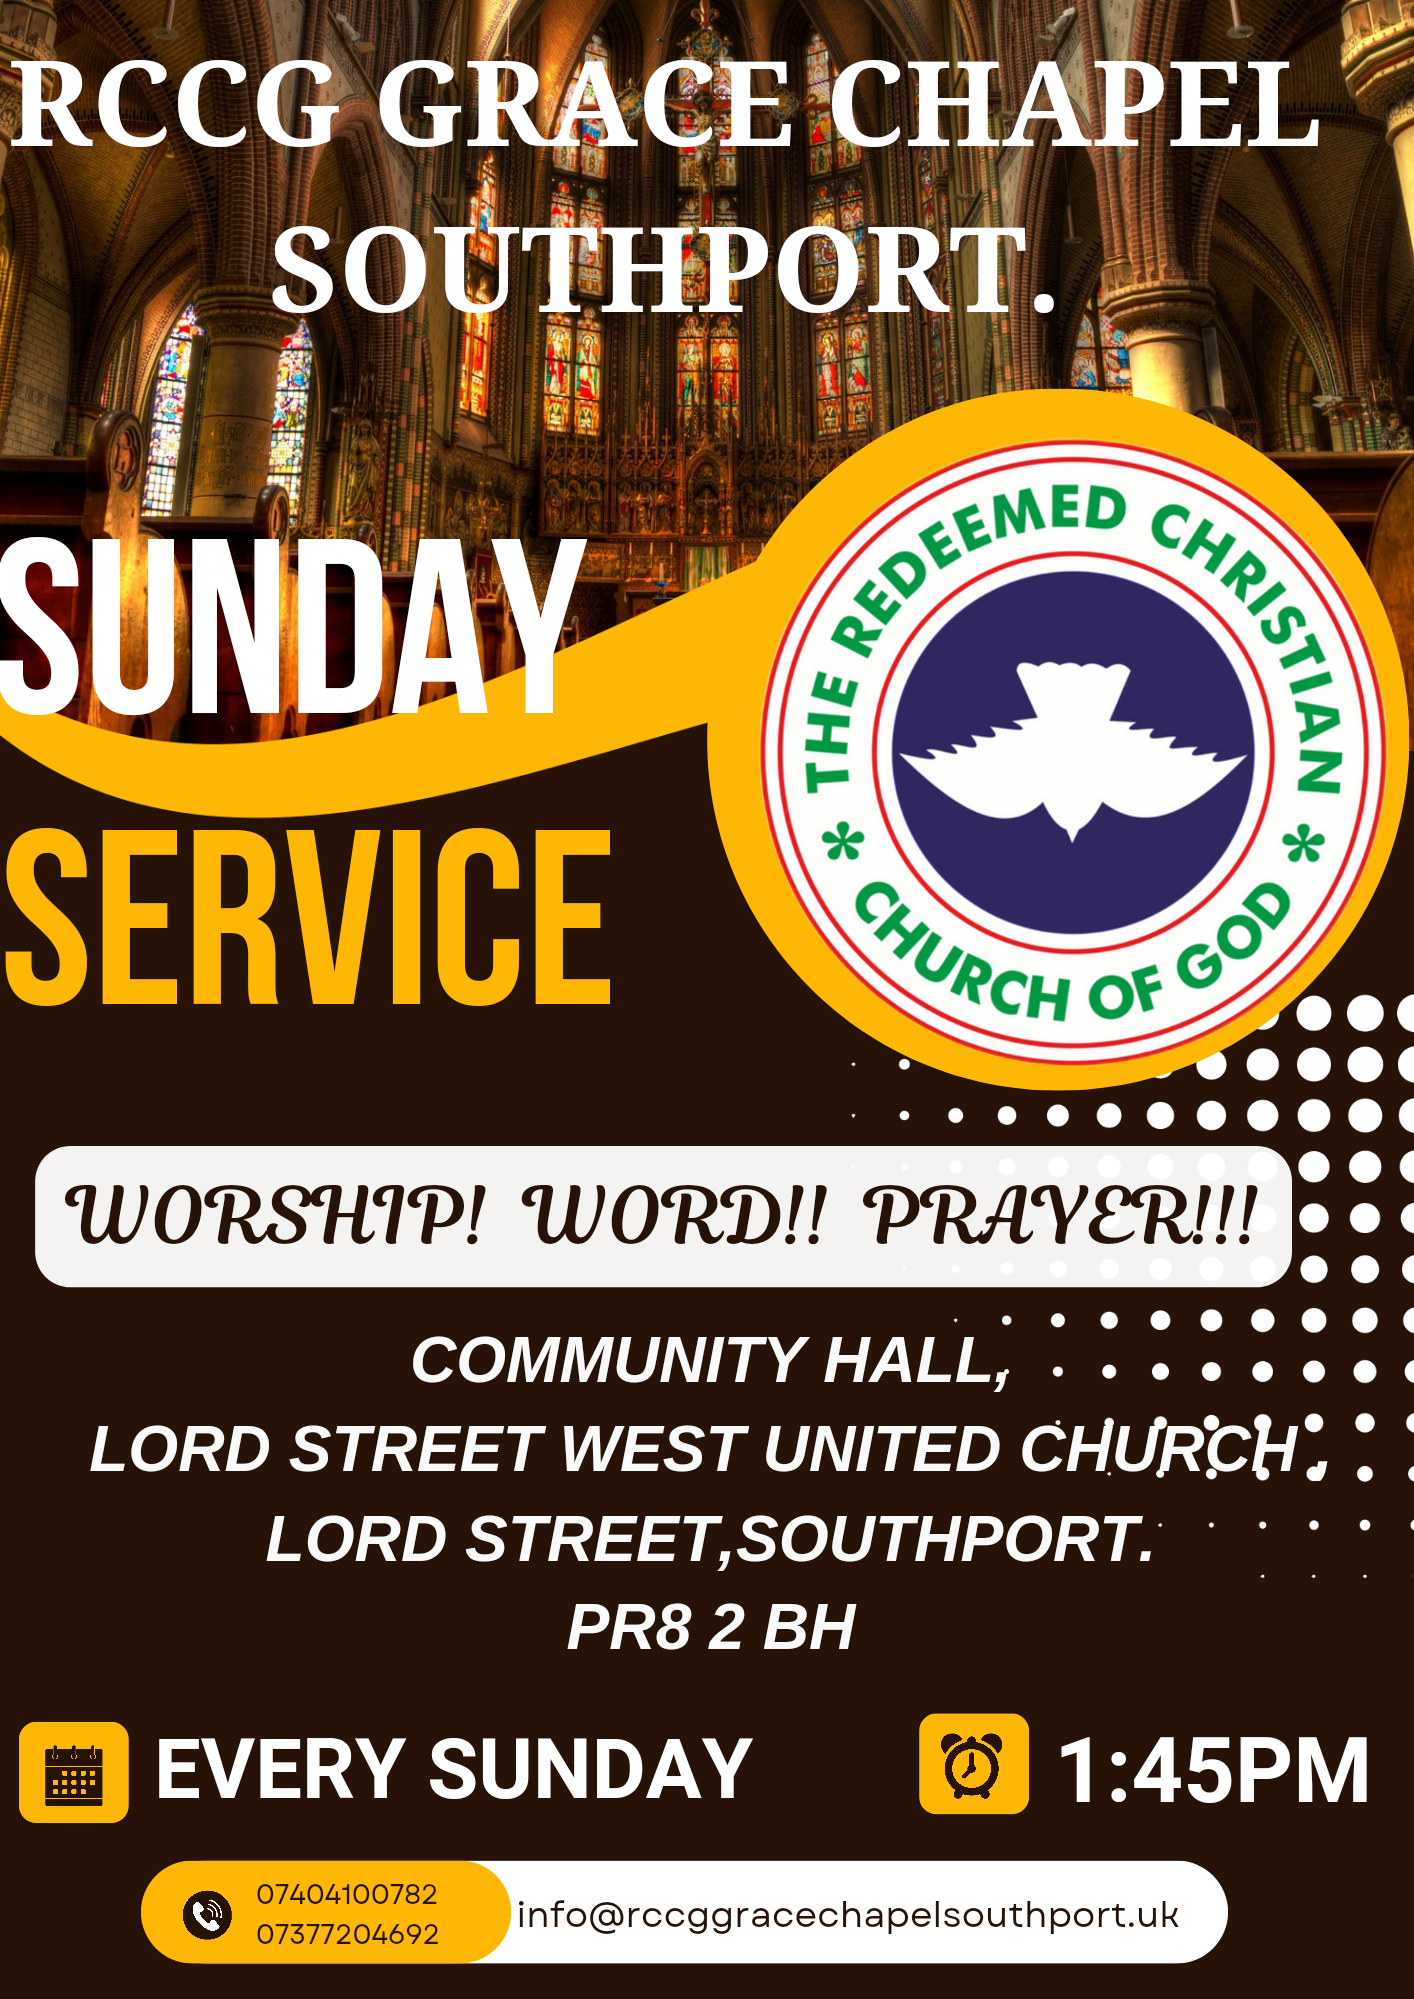 RCCG GRACE CHAPEL
SOUTHPORT.
SUNDAY
SERVICE
THE REDEEMED CHRISTIAN
* CHURCH OF GOD *
WORSHIP! WORD!! PRAYER!!!
COMMUNITY HALL,
LORD STREET WEST UNITED CHURCH ,
LORD STREET,SOUTHPORT.
PR8 2 BH
EVERY SUNDAY
1:45PM
07404100782
07377204692
info@rccggracechapelsouthport.uk